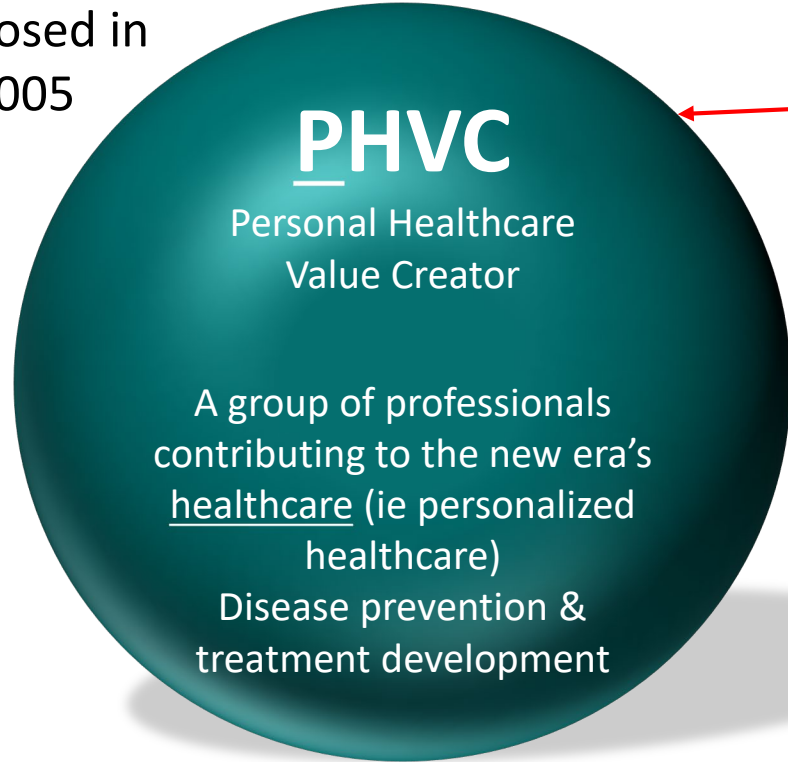 osed in
005
PHVC
Personal Healthcare
Value Creator
A group of professionals
contributing to the new era’s
healthcare (ie personalized
healthcare)
Disease prevention &
treatment development